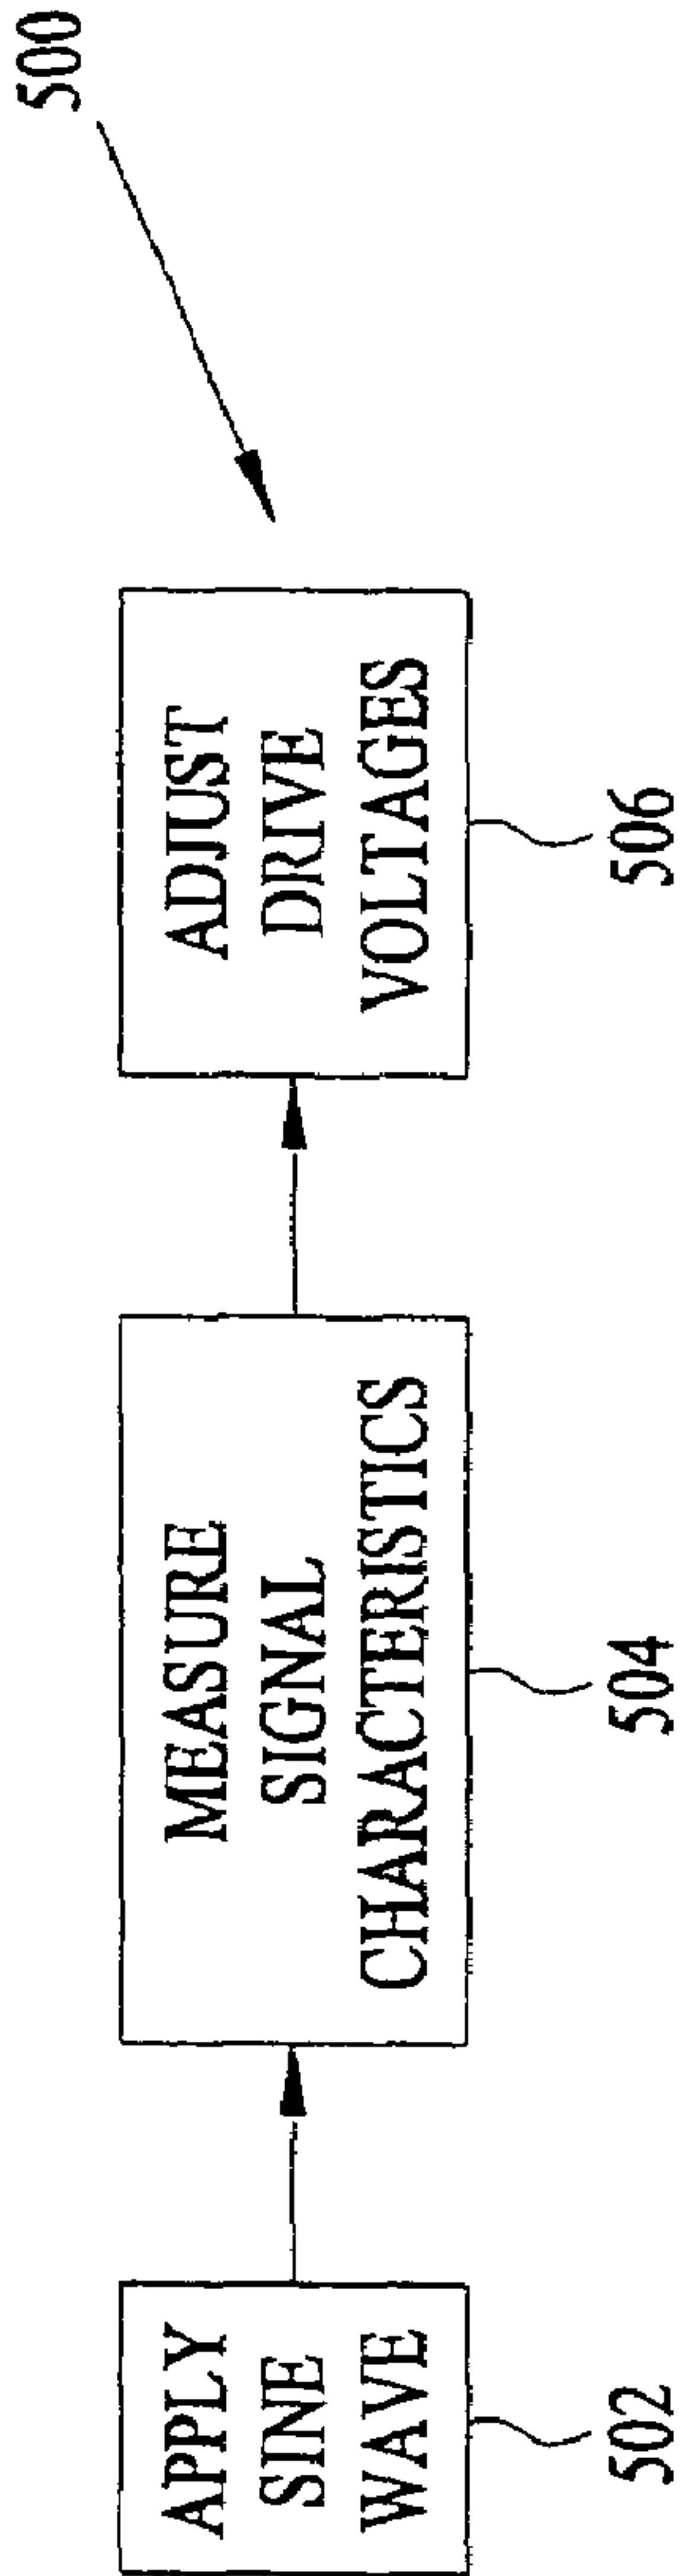 500
APPLY
SINE
WAVE
502
MEASURE
SIGNAL
CHARACTERISTICS
504
ADJUST
DRIVE
VOLTAGES
506